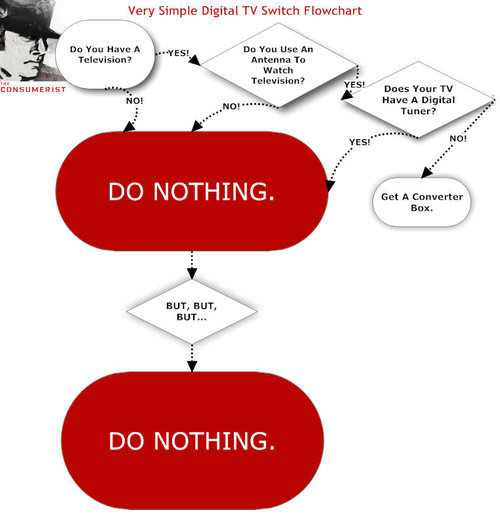 Very Simple Digital TV Switch Flowchart
THE
CONSUMERIST
Do You Have A
Television?
YES!
NO!
Do You Use An
Antenna To
Watch
Television?
YES!
NO!
Does Your TV
Have A Digital
Tuner?
YES!
NO!
Get A Converter
Box.
DO NOTHING.
BUT, BUT,
BUT...
DO NOTHING.